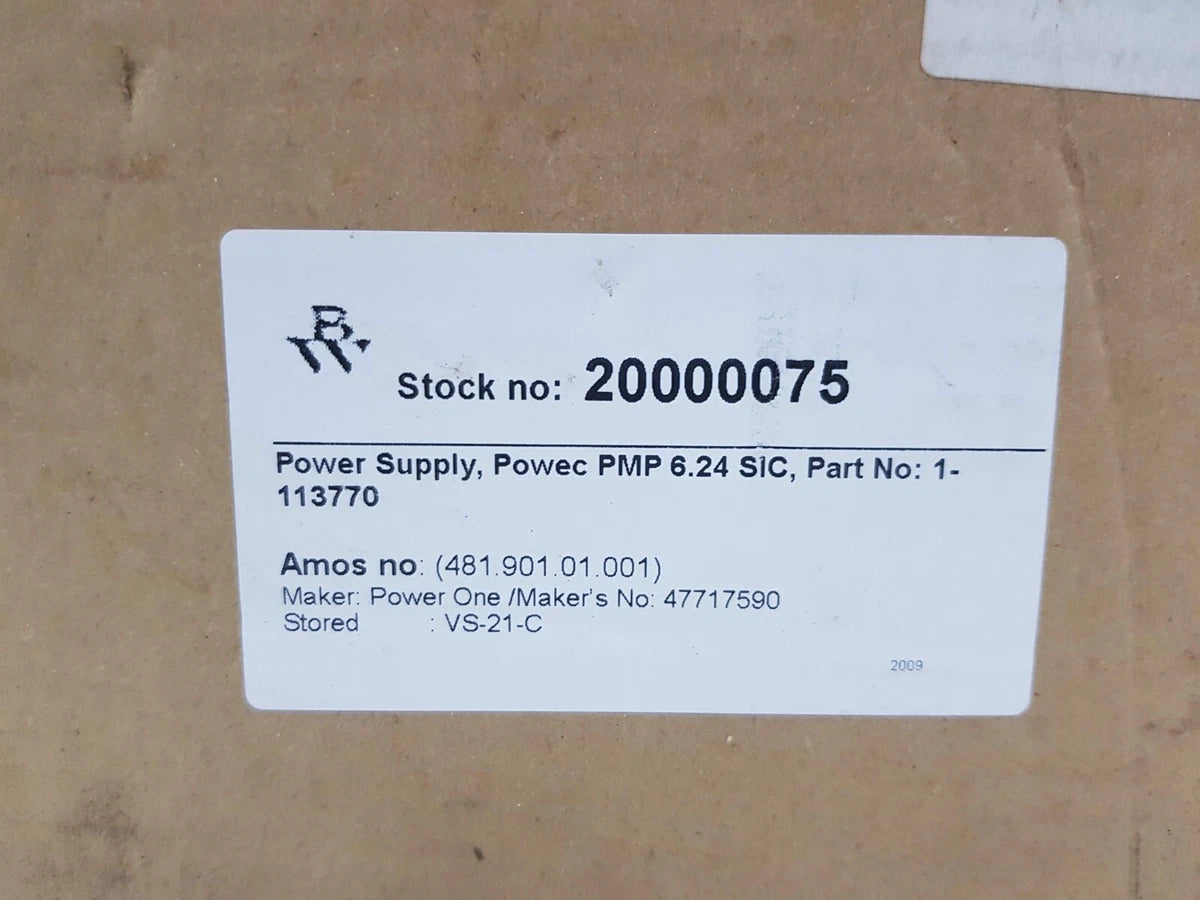 Stock no: 20000075
Power Supply, Powec PMP 6.24 SIC, Part No: 1-
113770
Amos no: (481.901.01.001)
Maker: Power One /Maker's No: 47717590
Stored : VS-21-C
2009